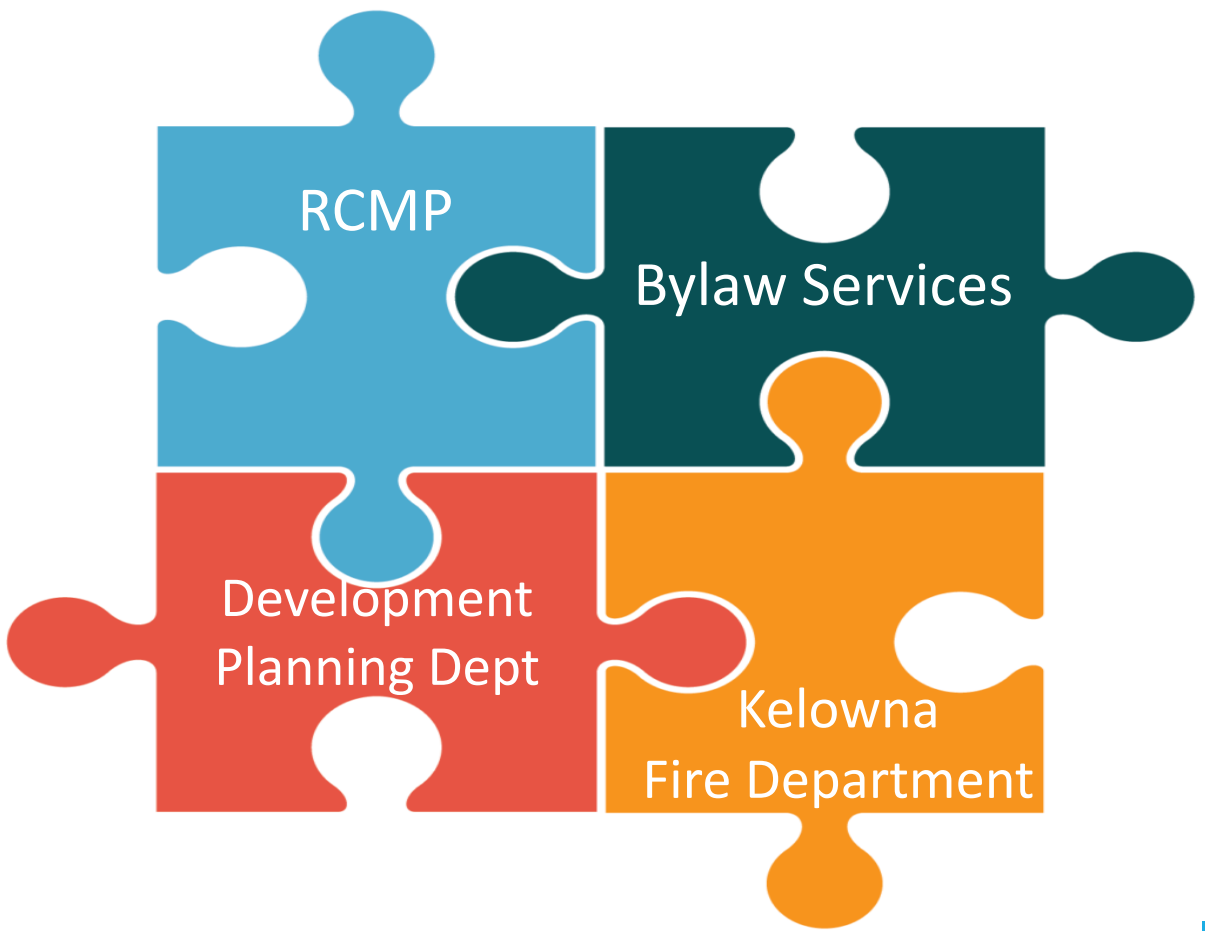 RCMP
Bylaw Services
Development
Planning Dept
Kelowna
Fire Department